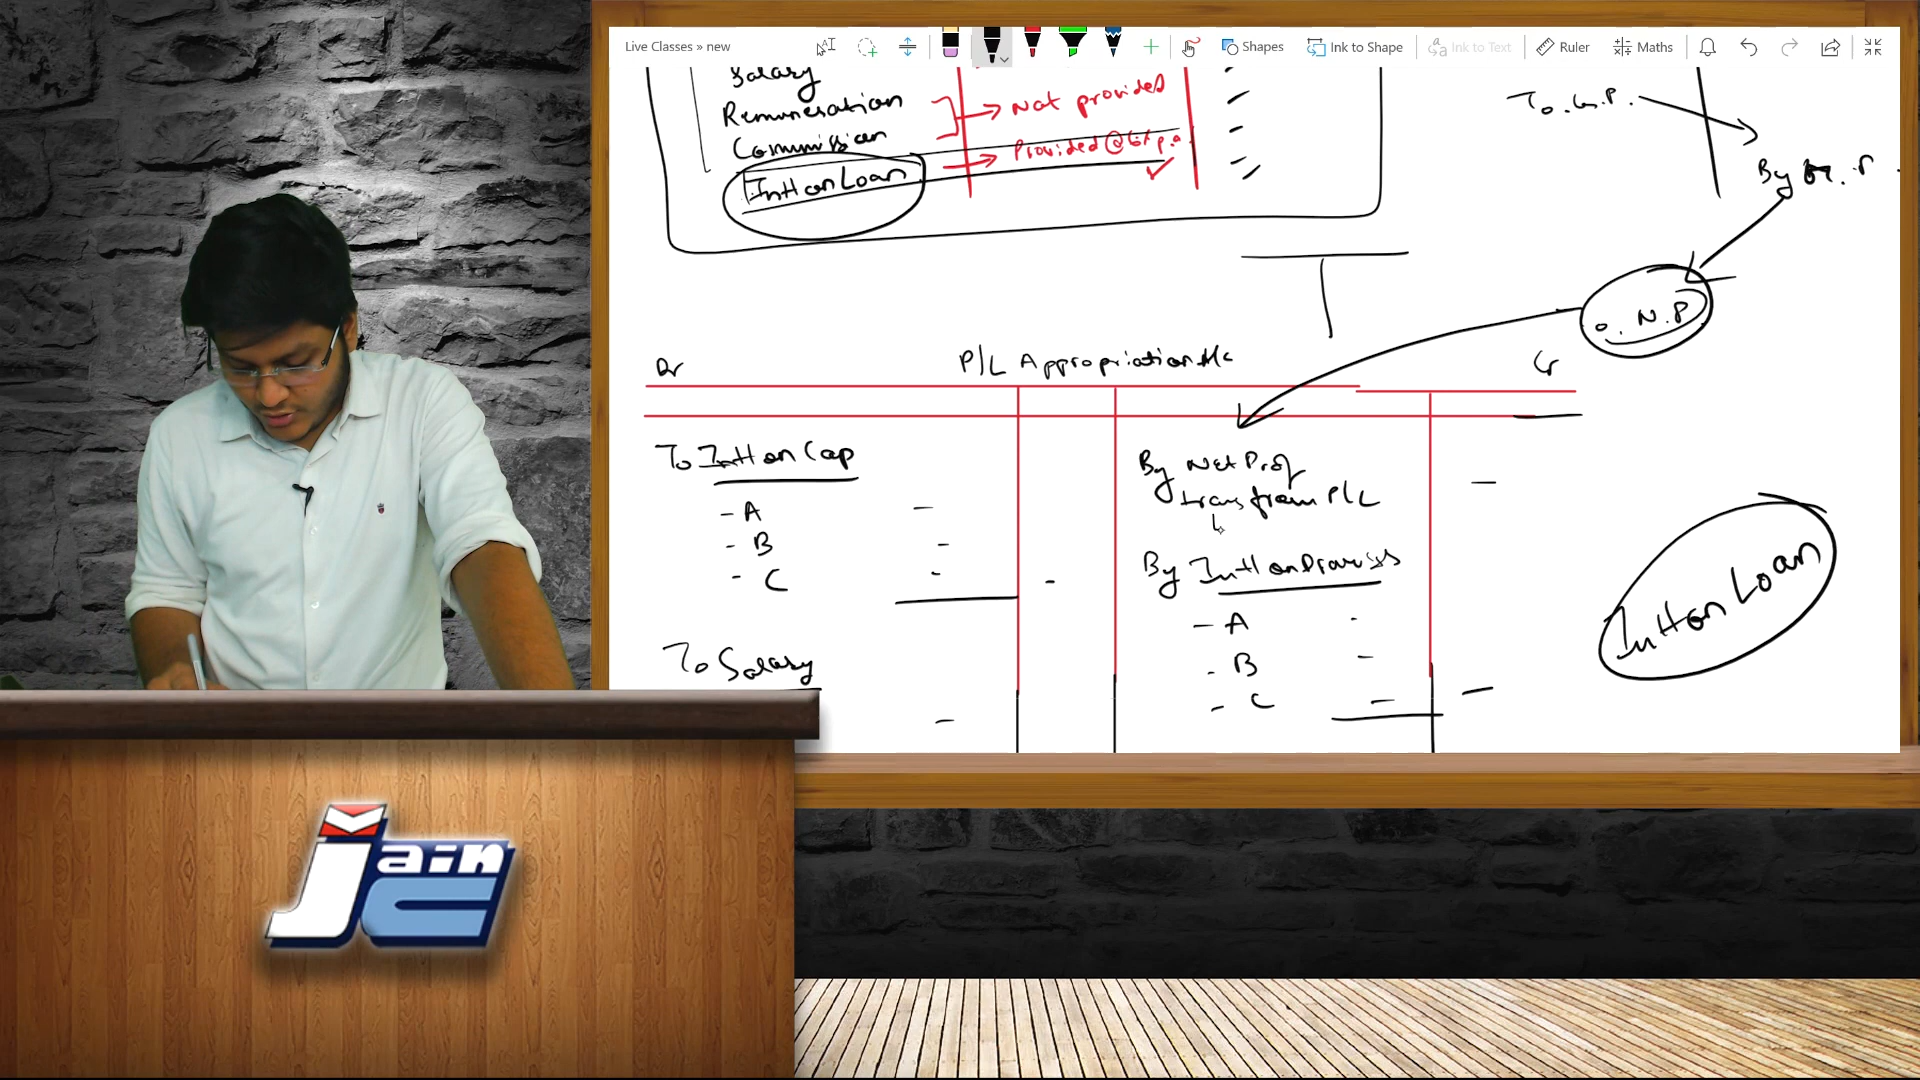 Live Classes » new
Shapes
Ink to Shape
Ink to Text
Ruler
Maths
Salary
Remuneration
Commission
Intt on Loan
Not provided
Provided @ 6% p.a.
To G.P.
By
N.P
Dr
P/L Appropriation A/c
Cr
To Intt on Cap
- A
- B
- C
To Salary
By Net Prof
trans from P/L
By Intt on Drawings
- A
- B
- C
Intt on Loan
Jain
C